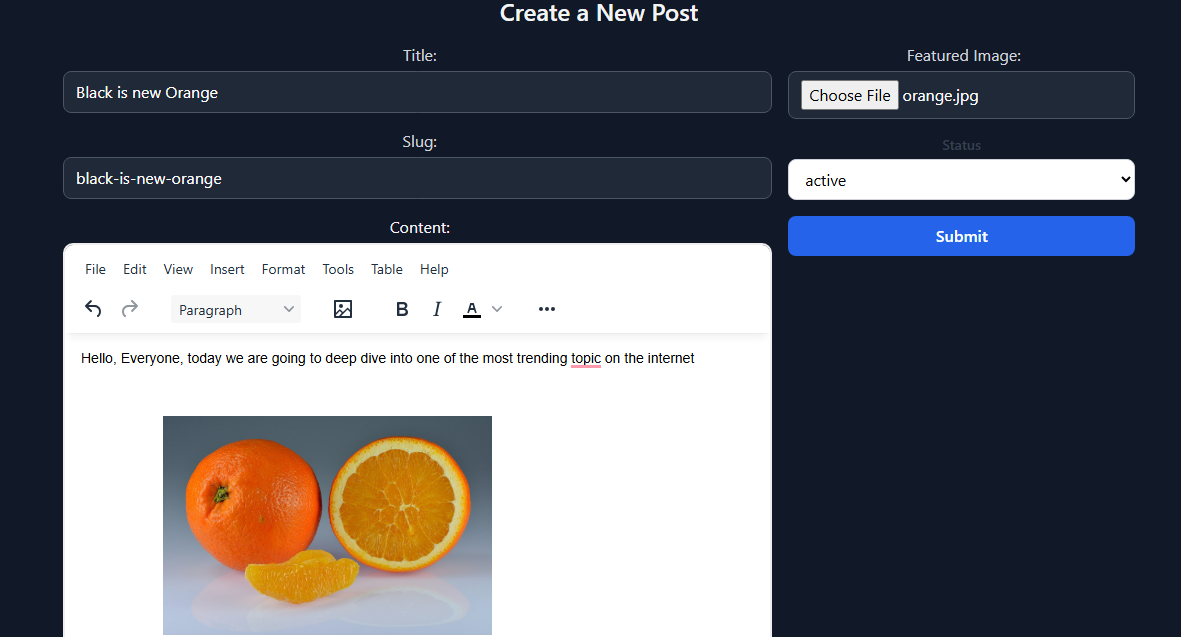 Create a New Post
Title:
Black is new Orange
Slug:
black-is-new-orange
Content:
File Edit View Insert Format Tools Table Help
Paragraph B I A
Hello, Everyone, today we are going to deep dive into one of the most trending topic on the internet
Featured Image:
Choose File orange.jpg
Status
active
Submit